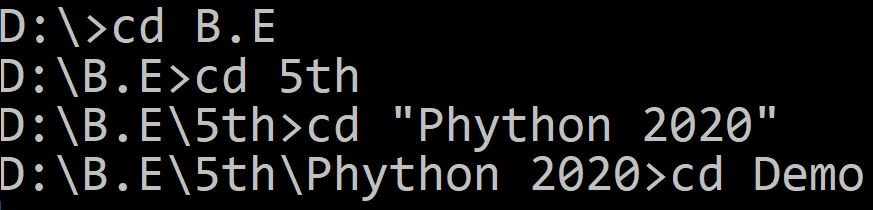 D:\>cd B.E
D:\B.E>cd 5th
D:\B.E\5th>cd "Phython 2020"
D:\B.E\5th\Phython 2020>cd Demo